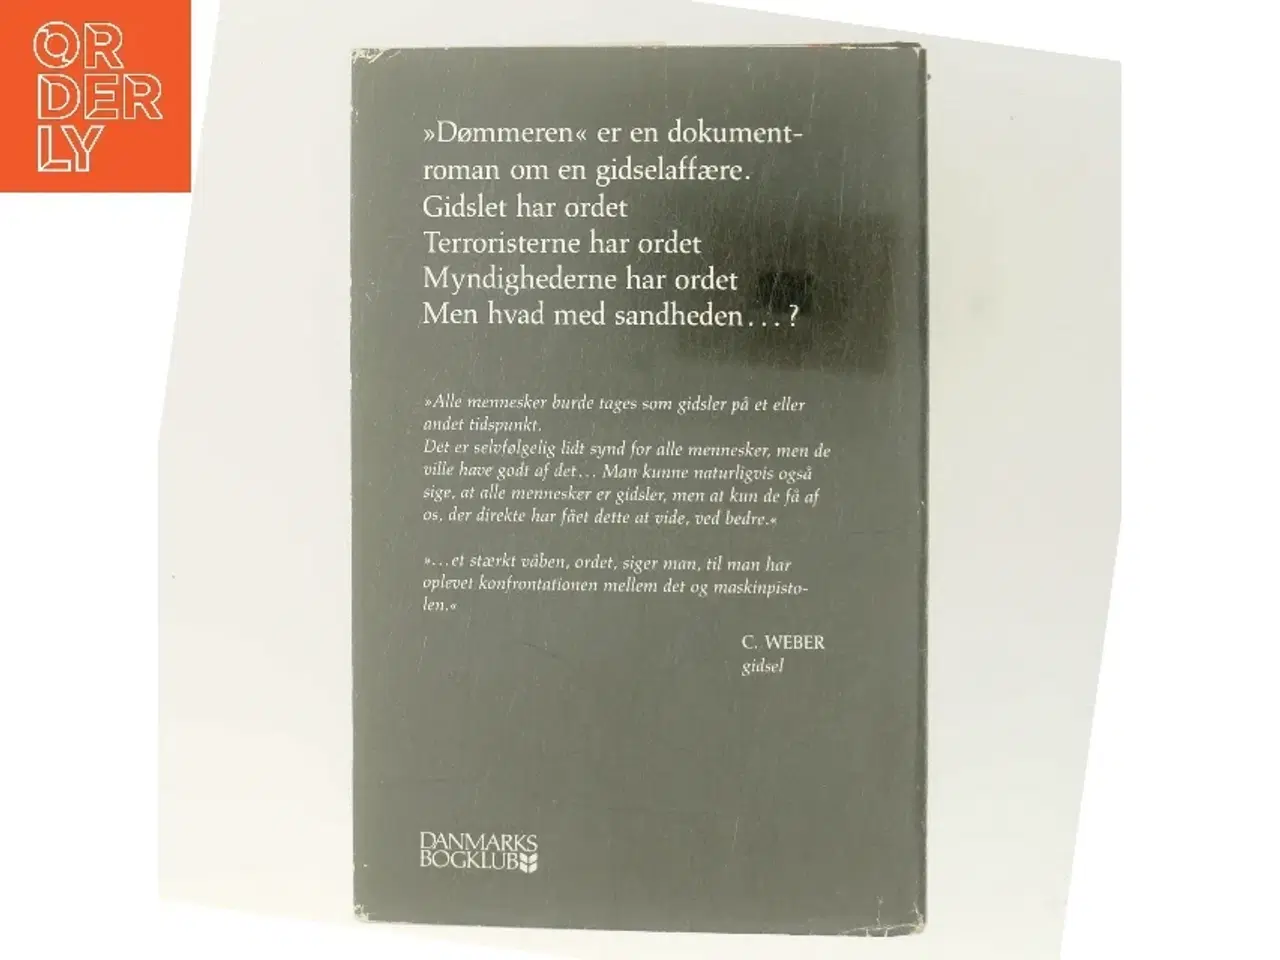 OR
DER
LY
»Dømmeren« er en dokument-
roman om en gidselaffære.
Gidslet har ordet
Terroristerne har ordet
Myndighederne har ordet
Men hvad med sandheden...?
»Alle mennesker burde tages som gidsler på et eller
andet tidspunkt.
Det er selvfølgelig lidt synd for alle mennesker, men de
ville have godt af det... Man kunne naturligvis også
sige, at alle mennesker er gidsler, men at kun de få af
os, der direkte har fået dette at vide, ved bedre.«
»...et stærkt våben, ordet, siger man, til man har
oplevet konfrontationen mellem det og maskinpisto-
len.«
C. WEBER
gidsel
DANMARKS
BOGKLUB